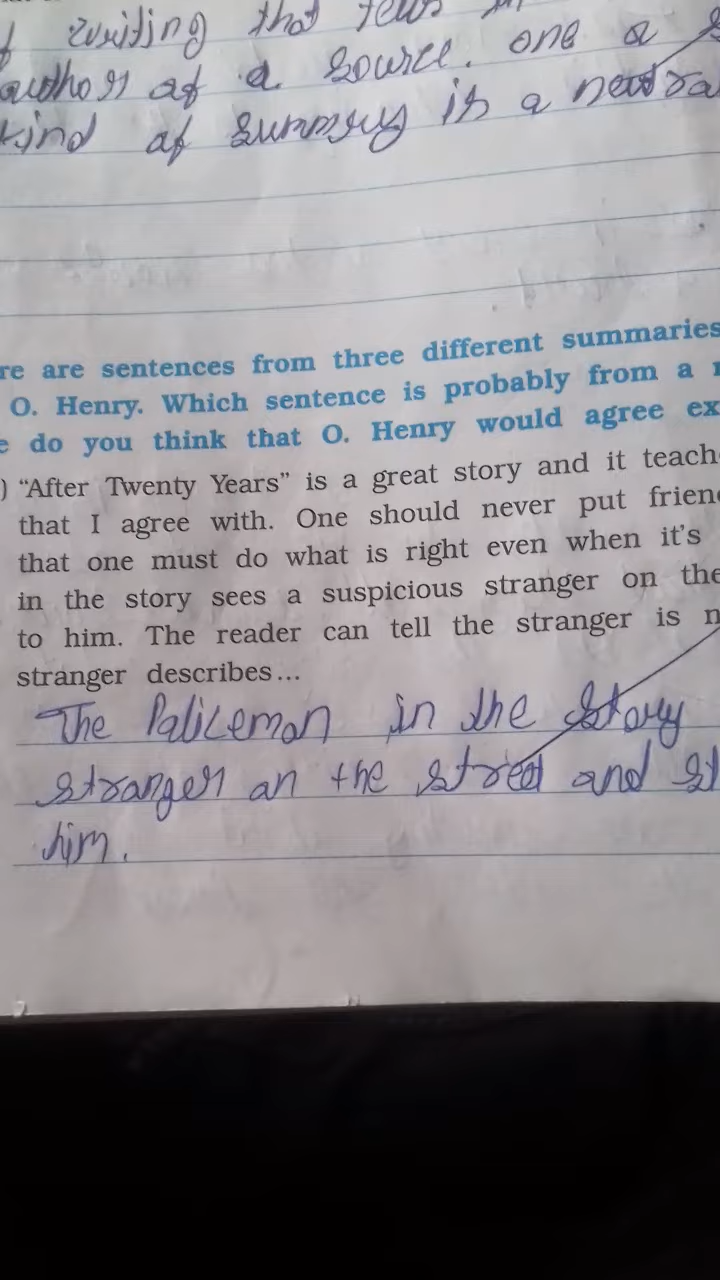 writing that
of a source. one a
kind of summry is a
re are sentences from three different summaries
O. Henry. Which sentence is probably from a
e do you think that O. Henry would agree ex
) “After Twenty Years” is a great story and it teach
that I agree with. One should never put frien
that one must do what is right even when it’s
in the story sees a suspicious stranger on the
to him. The reader can tell the stranger is n
stranger describes...
The Policeman in the story
stranger on the street and st
him.